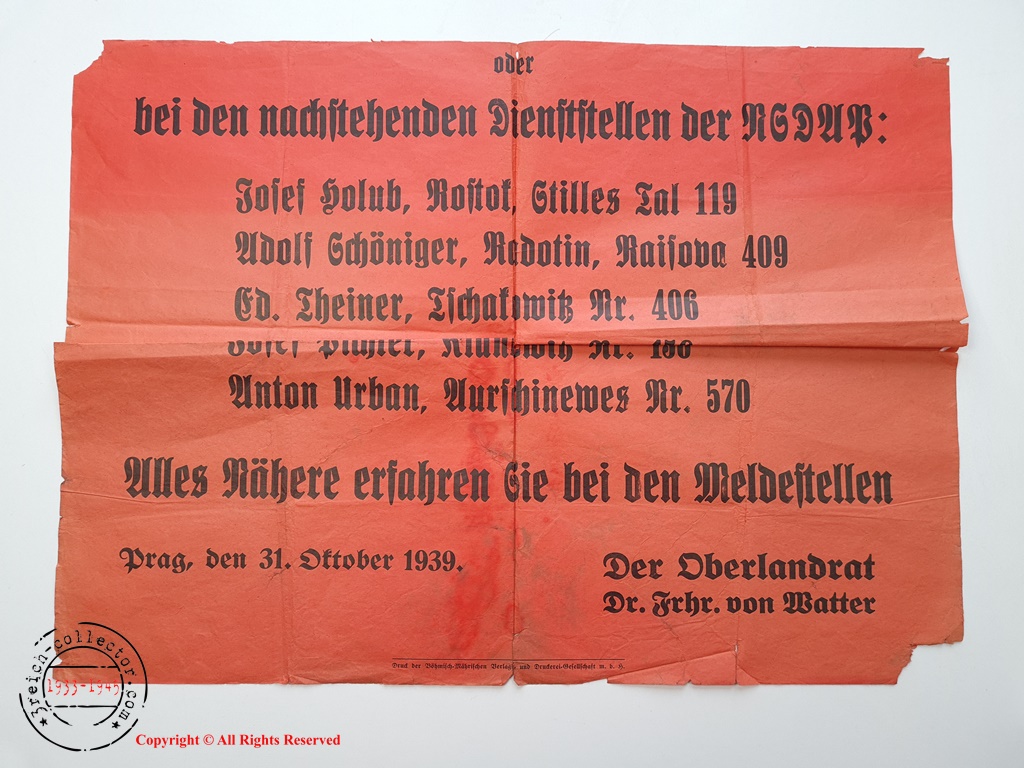 oder
bei den nachstehenden Dienststellen der NSDAP:
Josef Holub, Rostok, Stilles Tal 119
Adolf Schöniger, Radotin, Raisova 409
Ed. Theiner, Tschakowitz Nr. 406
Josef Nr. 156
Anton Urban, Aurschinewes Nr. 570
Alles Nähere erfahren Sie bei den Meldestellen
Prag, den 31. Oktober 1939.
Der Oberlandrat
Dr. Frhr. von Watter
Druck der Böhmisch-Mährischen Verlags und Druckerei-Gesellschaft m. b. H.
3reich-collector.com
1933-1945
Copyright © All Rights Reserved